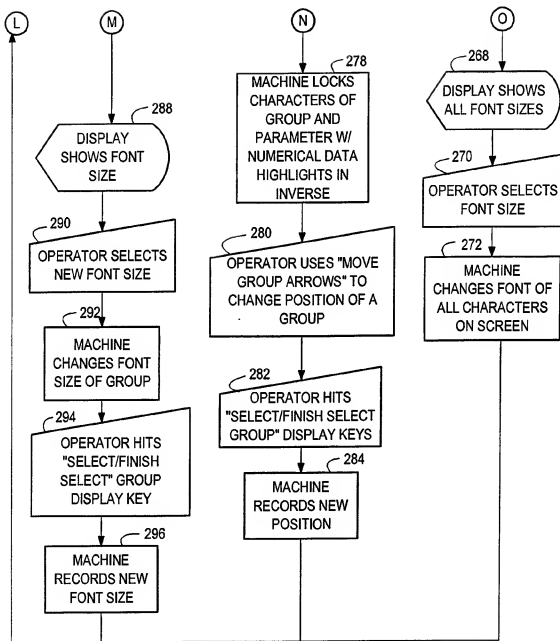 L
M
288
DISPLAY
SHOWS FONT
SIZE
290
OPERATOR SELECTS
NEW FONT SIZE
292
MACHINE
CHANGES FONT
SIZE OF GROUP
294
OPERATOR HITS
"SELECT/FINISH
SELECT" GROUP
DISPLAY KEY
296
MACHINE
RECORDS NEW
FONT SIZE
N
278
MACHINE LOCKS
CHARACTERS OF
GROUP AND
PARAMETER W/
NUMERICAL DATA
HIGHLIGHTS IN
INVERSE
280
OPERATOR USES "MOVE
GROUP ARROWS" TO
CHANGE POSITION OF A
GROUP
282
OPERATOR HITS
"SELECT/FINISH SELECT
GROUP" DISPLAY KEYS
284
MACHINE
RECORDS NEW
POSITION
O
268
DISPLAY SHOWS
ALL FONT SIZES
270
OPERATOR SELECTS
FONT SIZE
272
MACHINE
CHANGES FONT OF
ALL CHARACTERS
ON SCREEN